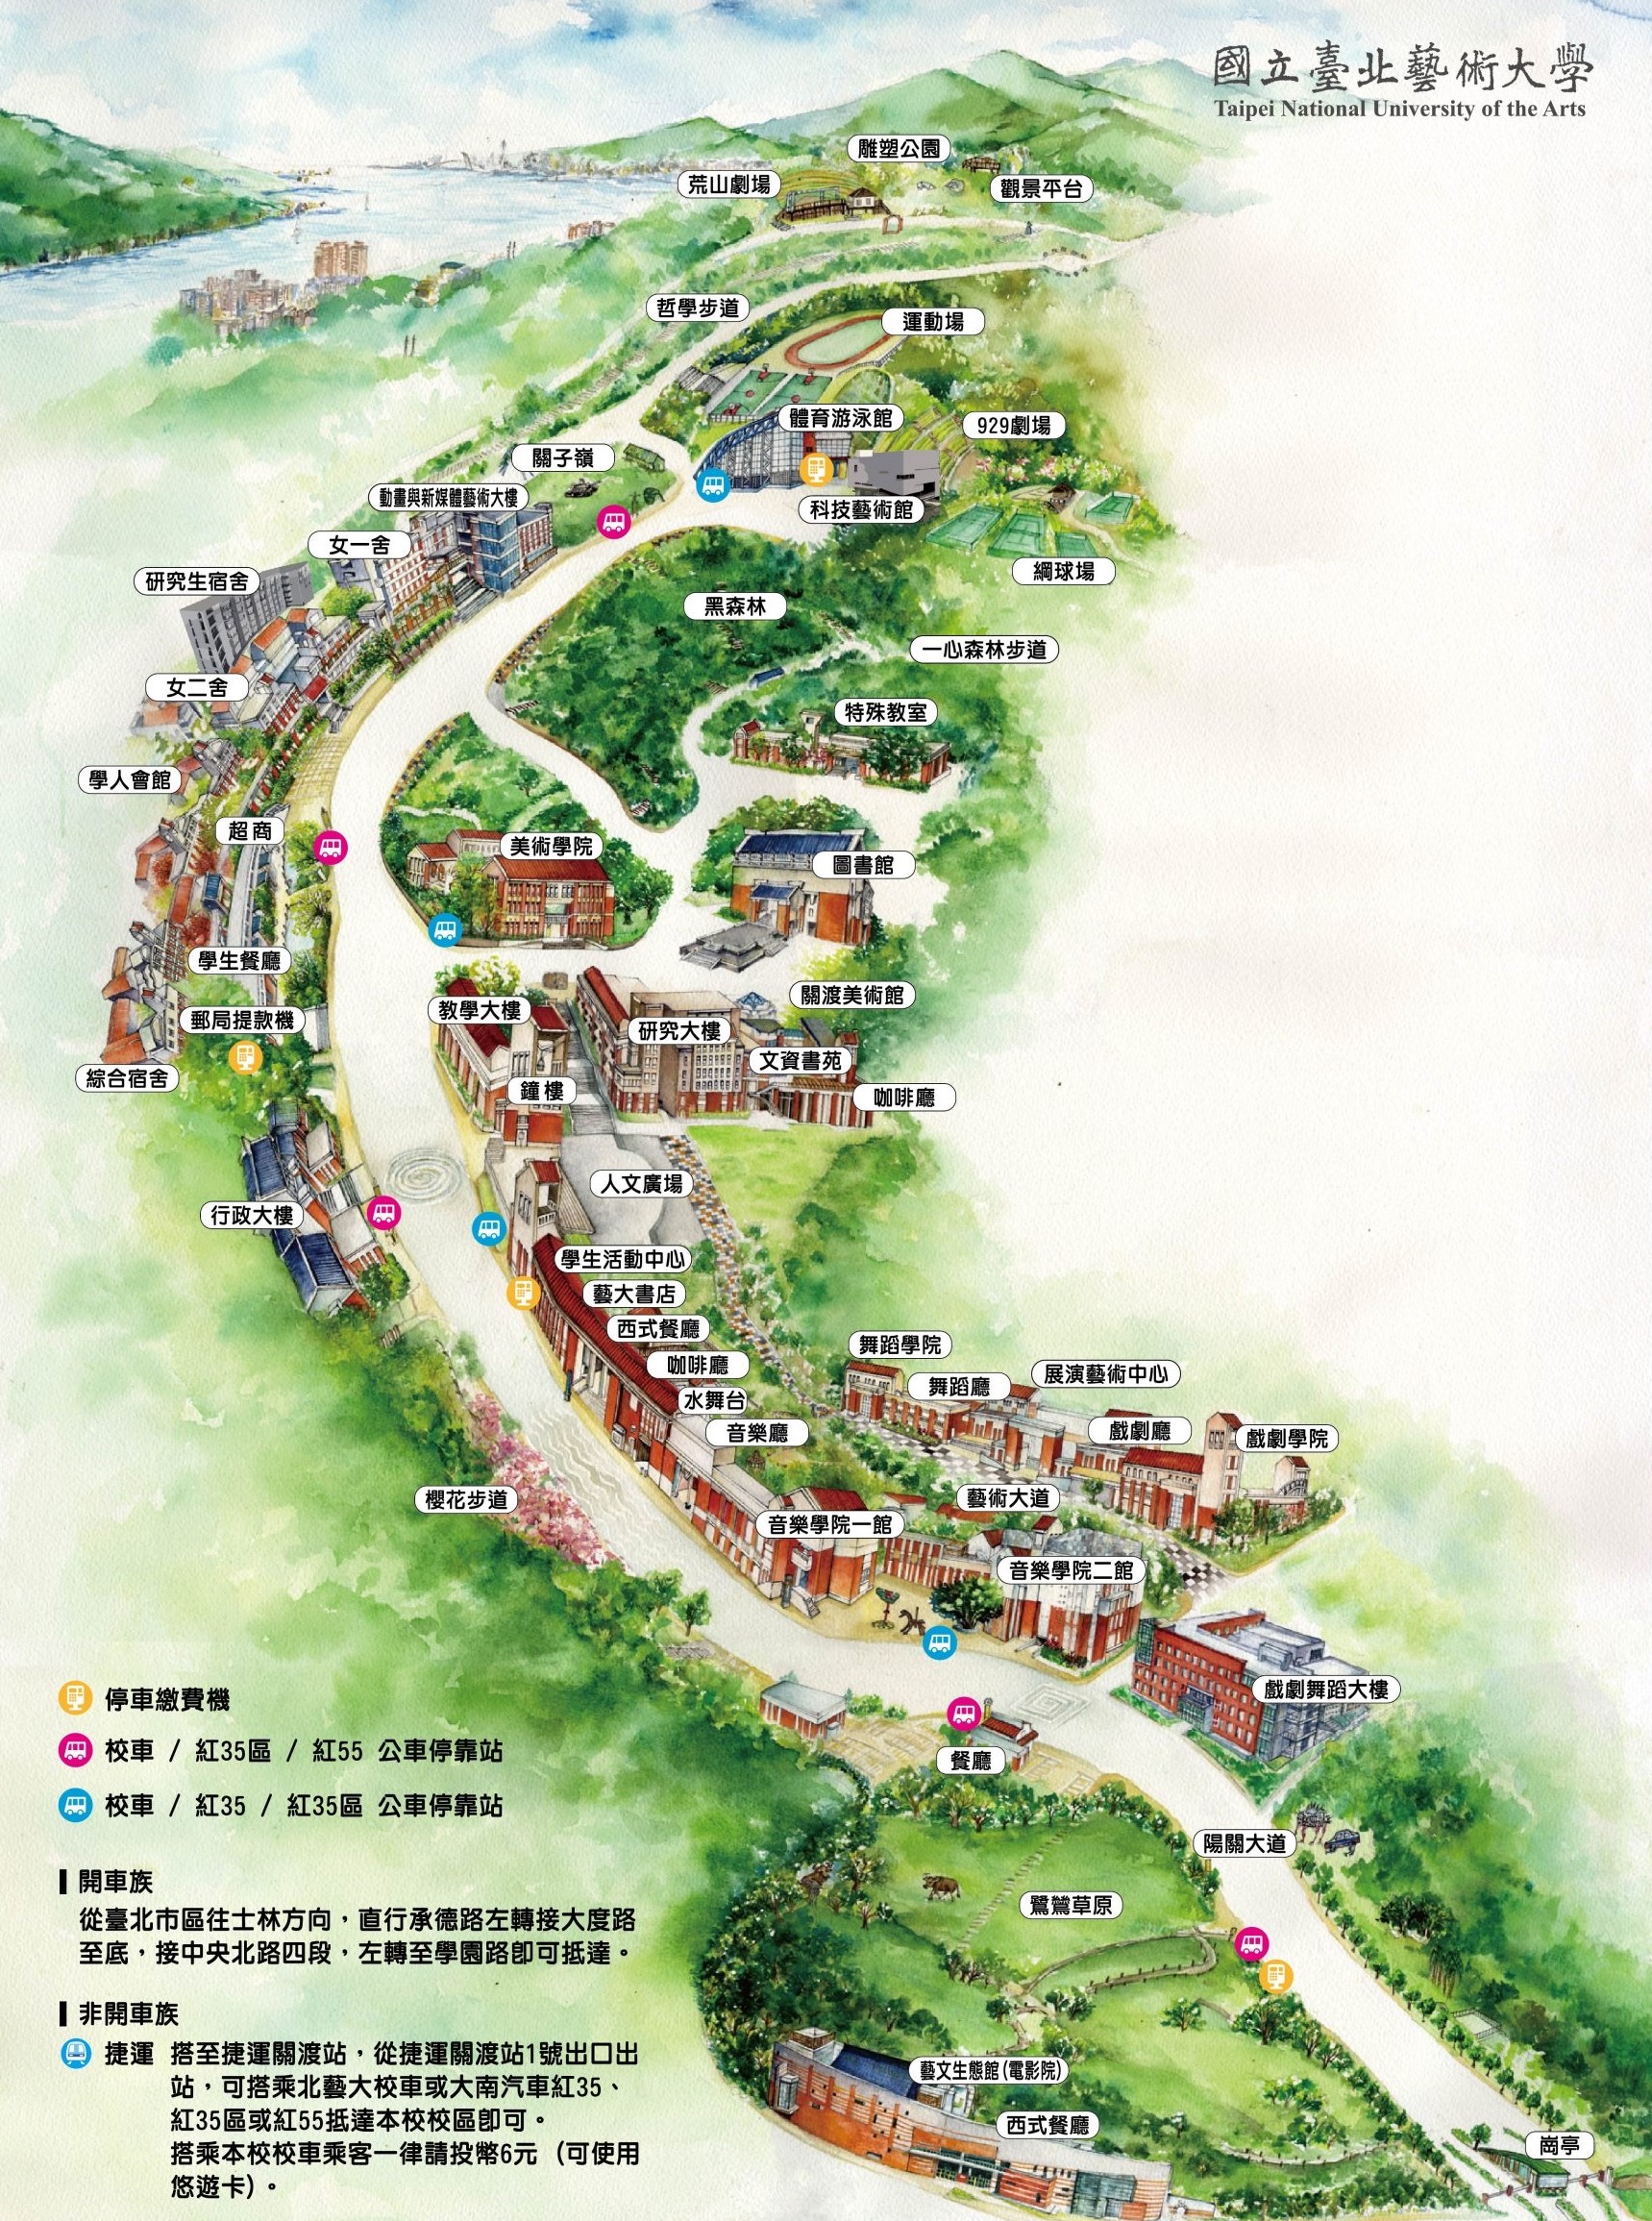 國立臺北藝術大學
Taipei National University of the Arts
雕塑公園
荒山劇場
觀景平台
哲學步道
運動場
體育游泳館
929劇場
關子嶺
動畫與新媒體藝術大樓
科技藝術館
女一舍
網球場
研究生宿舍
黑森林
一心森林步道
女二舍
特殊教室
學人會館
超商
美術學院
圖書館
學生餐廳
關渡美術館
教學大樓
郵局提款機
研究大樓
文資書苑
綜合宿舍
鐘樓
咖啡廳
人文廣場
行政大樓
學生活動中心
藝大書店
西式餐廳
舞蹈學院
咖啡廳
展演藝術中心
舞蹈廳
水舞台
音樂廳
戲劇廳
戲劇學院
櫻花步道
藝術大道
音樂學院一館
音樂學院二館
戲劇舞蹈大樓
餐廳
陽關大道
鷺鷥草原
藝文生態館(電影院)
西式餐廳
崗亭
停車繳費機
校車 / 紅35區 / 紅55 公車停靠站
校車 / 紅35 / 紅35區 公車停靠站
開車族
從臺北市區往士林方向，直行承德路左轉接大度路
至底，接中央北路四段，左轉至學園路即可抵達。
非開車族
捷運 搭至捷運關渡站，從捷運關渡站1號出口出
站，可搭乘北藝大校車或大南汽車紅35、
紅35區或紅55抵達本校校區即可。
搭乘本校校車乘客一律請投幣6元 (可使用
悠遊卡)。